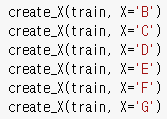 create_X(train, X='B')
create_X(train, X='C')
create_X(train, X='D')
create_X(train, X='E')
create_X(train, X='F')
create_X(train, X='G')